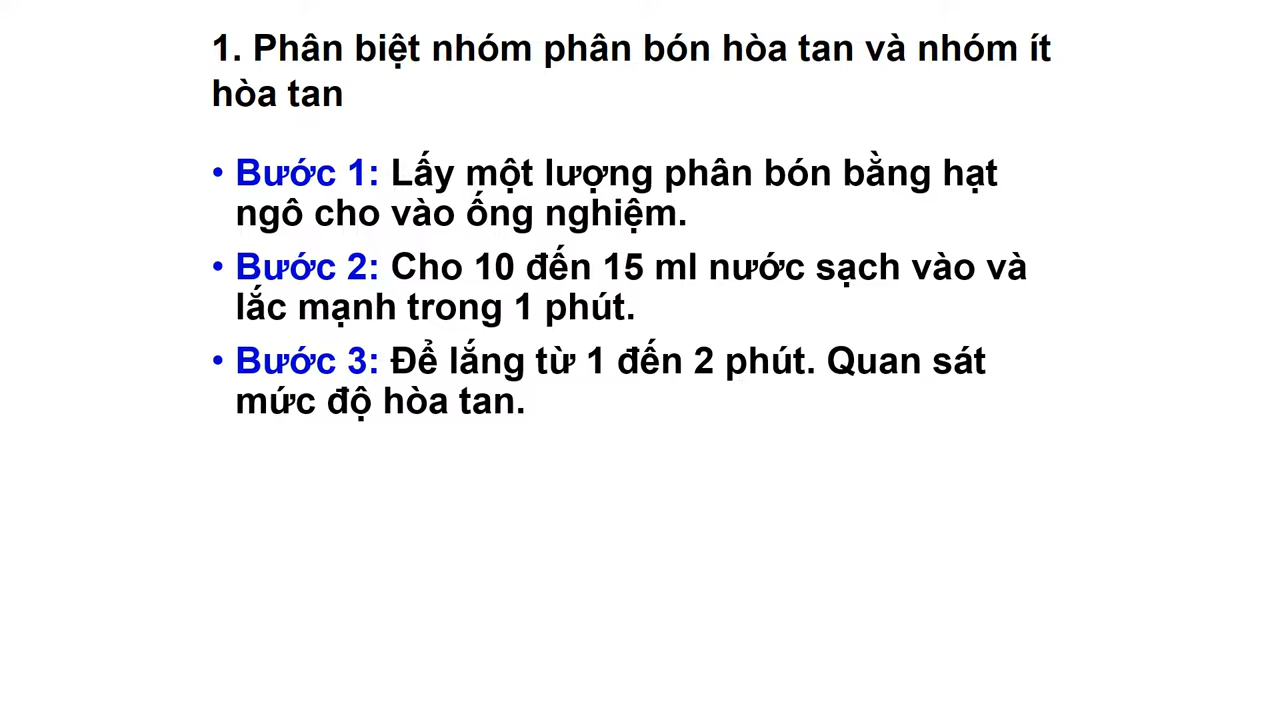 1. Phân biệt nhóm phân bón hòa tan và nhóm ít
hòa tan
• Bước 1: Lấy một lượng phân bón bằng hạt
ngô cho vào ống nghiệm.
• Bước 2: Cho 10 đến 15 ml nước sạch vào và
lắc mạnh trong 1 phút.
• Bước 3: Để lắng từ 1 đến 2 phút. Quan sát
mức độ hòa tan.